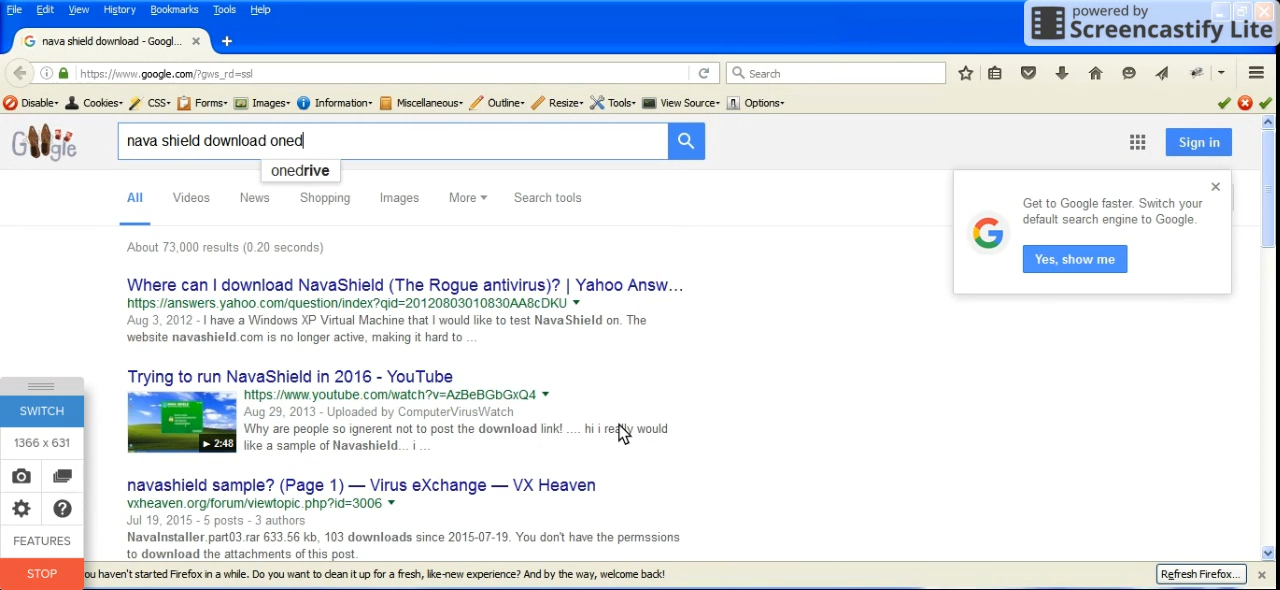 File Edit View History Bookmarks Tools Help
powered by
Screencastify Lite
nava shield download - Googl...
https://www.google.com/?gws_rd=ssl
Search
Disable Cookies CSS Forms Images Information Miscellaneous Outline Resize Tools View Source Options
Google
nava shield download oned
Sign in
onedrive
All Videos News Shopping Images More Search tools
Get to Google faster. Switch your
default search engine to Google.
Yes, show me
About 73,000 results (0.20 seconds)
Where can I download NavaShield (The Rogue antivirus)? | Yahoo Answ...
https://answers.yahoo.com/question/index?qid=20120803010830AA8cDKU
Aug 3, 2012 - I have a Windows XP Virtual Machine that I would like to test NavaShield on. The
website navashield.com is no longer active, making it hard to ...
Trying to run NavaShield in 2016 - YouTube
https://www.youtube.com/watch?v=AzBeBGbGxQ4
Aug 29, 2013 - Uploaded by ComputerVirusWatch
Why are people so ignerent not to post the download link! .... hi i really would
like a sample of Navashield... i ...
2:48
navashield sample? (Page 1) — Virus eXchange — VX Heaven
vxheaven.org/forum/viewtopic.php?id=3006
Jul 19, 2015 - 5 posts - 3 authors
NavaInstaller.part03.rar 633.56 kb, 103 downloads since 2015-07-19. You don't have the permssions
to download the attachments of this post.
SWITCH
1366 x 631
FEATURES
STOP
ou haven't started Firefox in a while. Do you want to clean it up for a fresh, like-new experience? And by the way, welcome back!
Refresh Firefox...